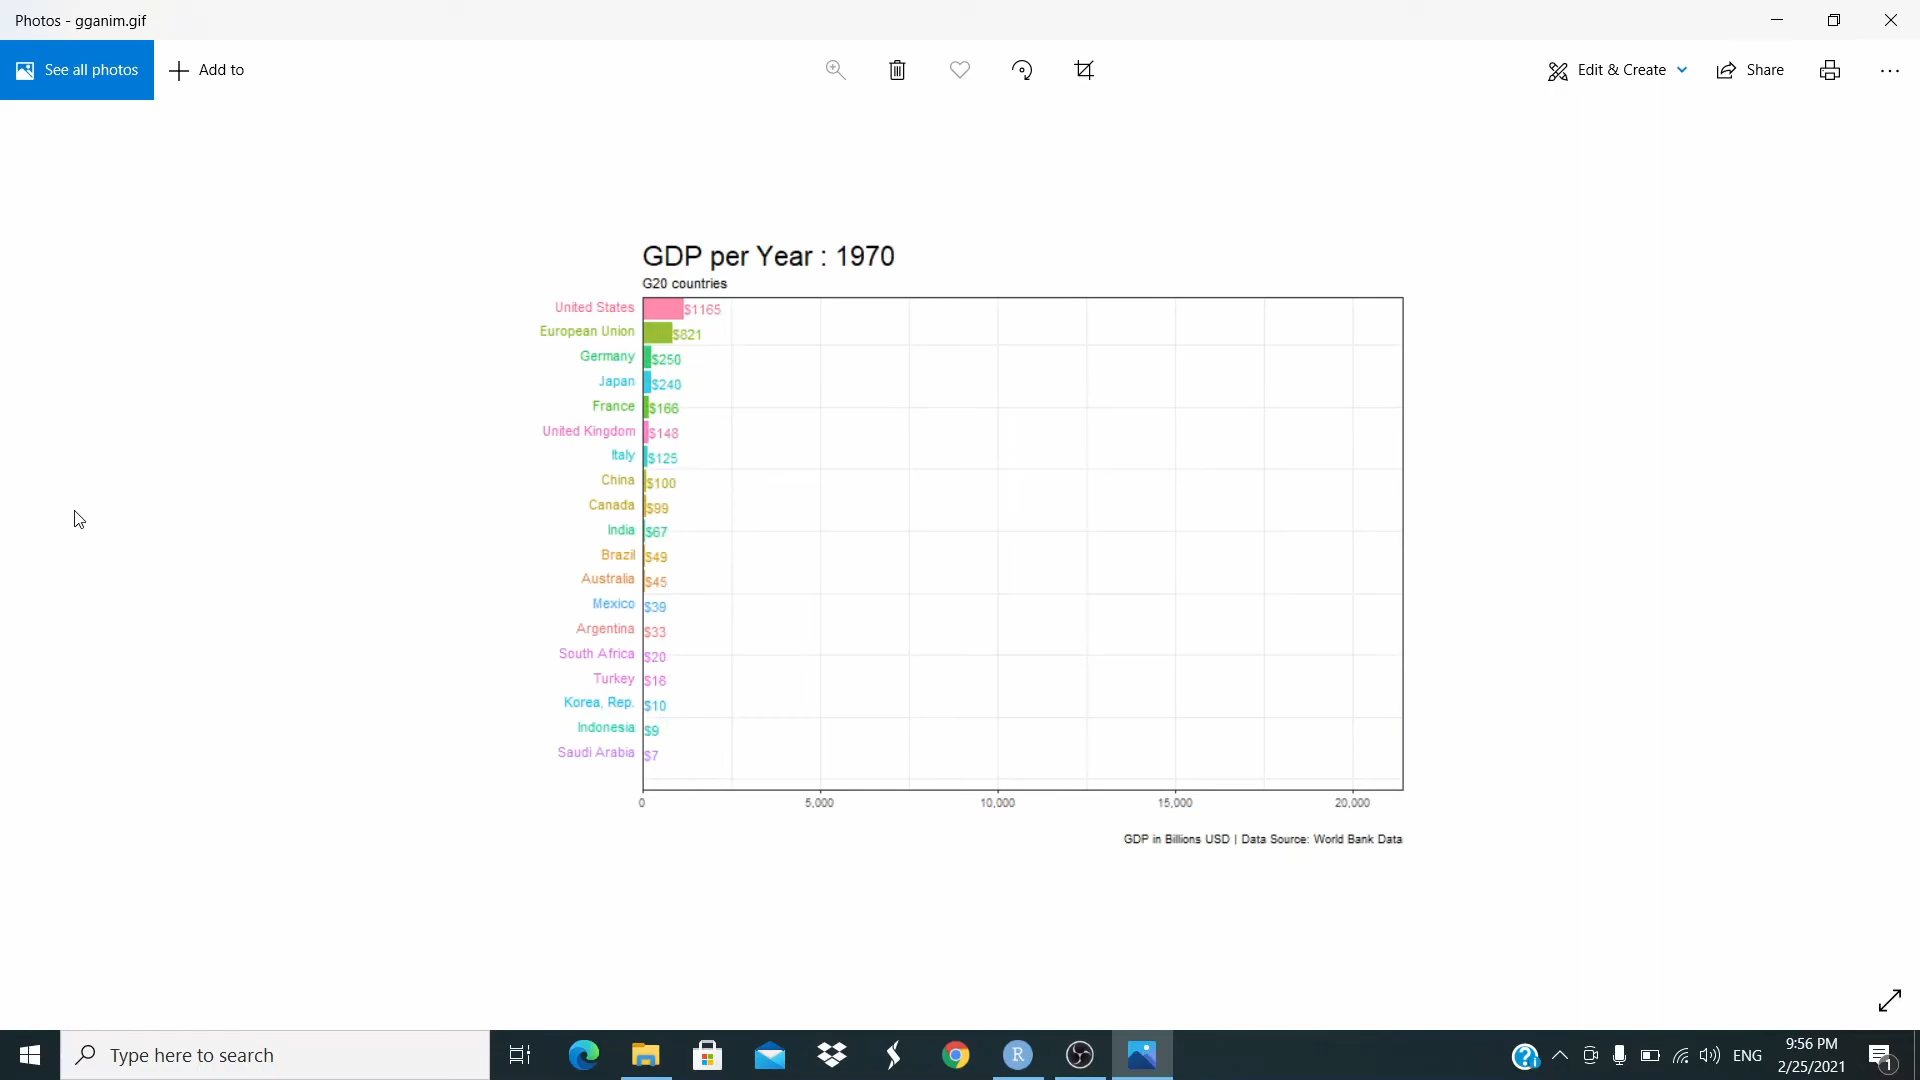 Photos - gganim.gif
See all photos
Add to
Edit & Create
Share
GDP per Year : 1970
G20 countries
United States $1165
European Union $821
Germany $250
Japan $240
France $166
United Kingdom $148
Italy $125
China $100
Canada $99
India $67
Brazil $49
Australia $45
Mexico $39
Argentina $33
South Africa $20
Turkey $16
Korea, Rep. $10
Indonesia $9
Saudi Arabia $7
0 5,000 10,000 15,000 20,000
GDP in Billions USD | Data Source: World Bank Data
Type here to search
R
ENG
9:56 PM
2/25/2021
1